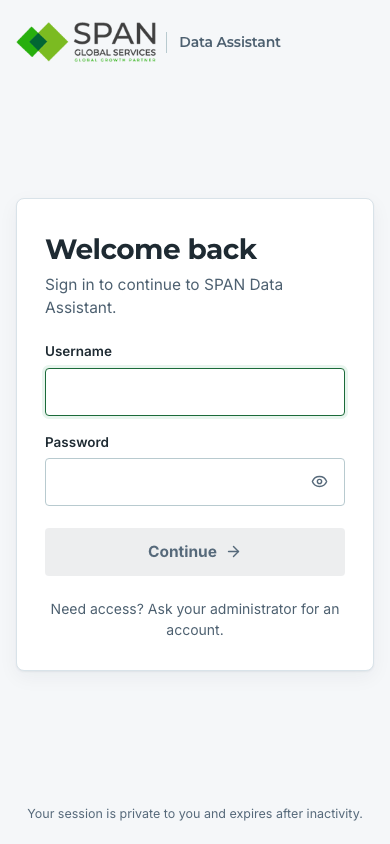 SPAN
GLOBAL SERVICES
GLOBAL GROWTH PARTNER
Data Assistant
Welcome back
Sign in to continue to SPAN Data
Assistant.
Username
Password
Continue →
Need access? Ask your administrator for an
account.
Your session is private to you and expires after inactivity.